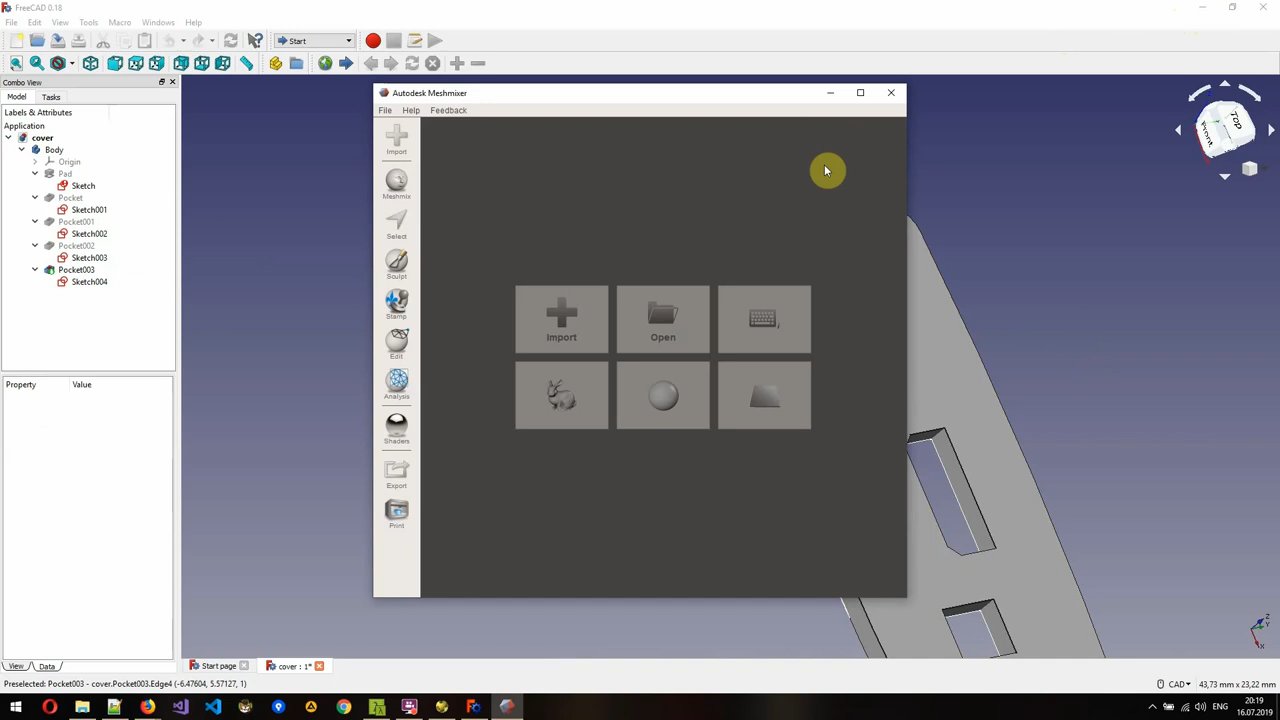 FreeCAD 0.18
File Edit View Tools Macro Windows Help
Start
Combo View
Model Tasks
Labels & Attributes
Application
cover
Body
Origin
Pad
Sketch
Pocket
Sketch001
Pocket001
Sketch002
Pocket002
Sketch003
Pocket003
Sketch004
Property Value
View Data
Autodesk Meshmixer
File Help Feedback
Import
Meshmix
Select
Sculpt
Stamp
Edit
Analysis
Shaders
Export
Print
Import Open
Front
Top
Z
X
Start page cover : 1*
Preselected: Pocket003 - cover.Pocket003.Edge4 (-6.47604, 5.57127, 1)
CAD 43,73 mm x 23,22 mm
ENG
20:19
16.07.2019